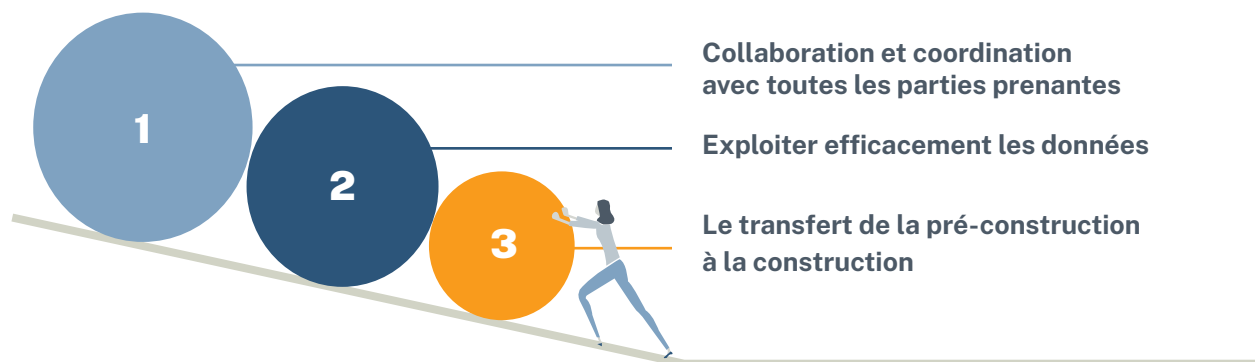 1
Collaboration et coordination
avec toutes les parties prenantes
2
Exploiter efficacement les données
3
Le transfert de la pré-construction
à la construction